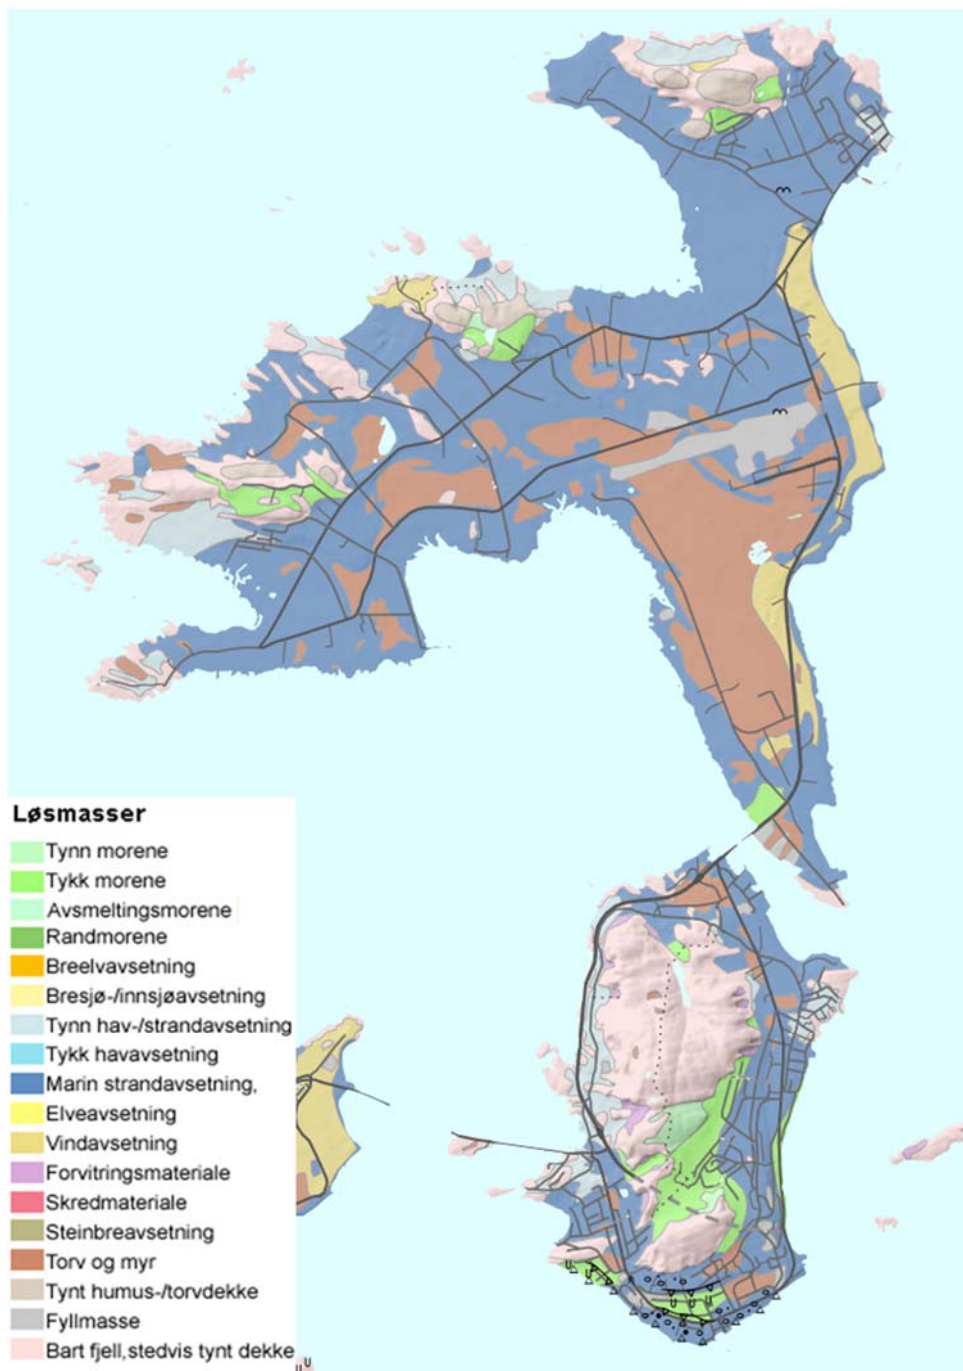 Løsmasser
Tynn morene
Tykk morene
Avsmeltingsmorene
Randmorene
Breelvavsetning
Bresjø-/innsjøavsetning
Tynn hav-/strandavsetning
Tykk havavsetning
Marin strandavsetning,
Elveavsetning
Vindavsetning
Forvitringsmateriale
Skredmateriale
Steinbreavsetning
Torv og myr
Tynt humus-/torvdekke
Fyllmasse
Bart fjell,stedvis tynt dekke